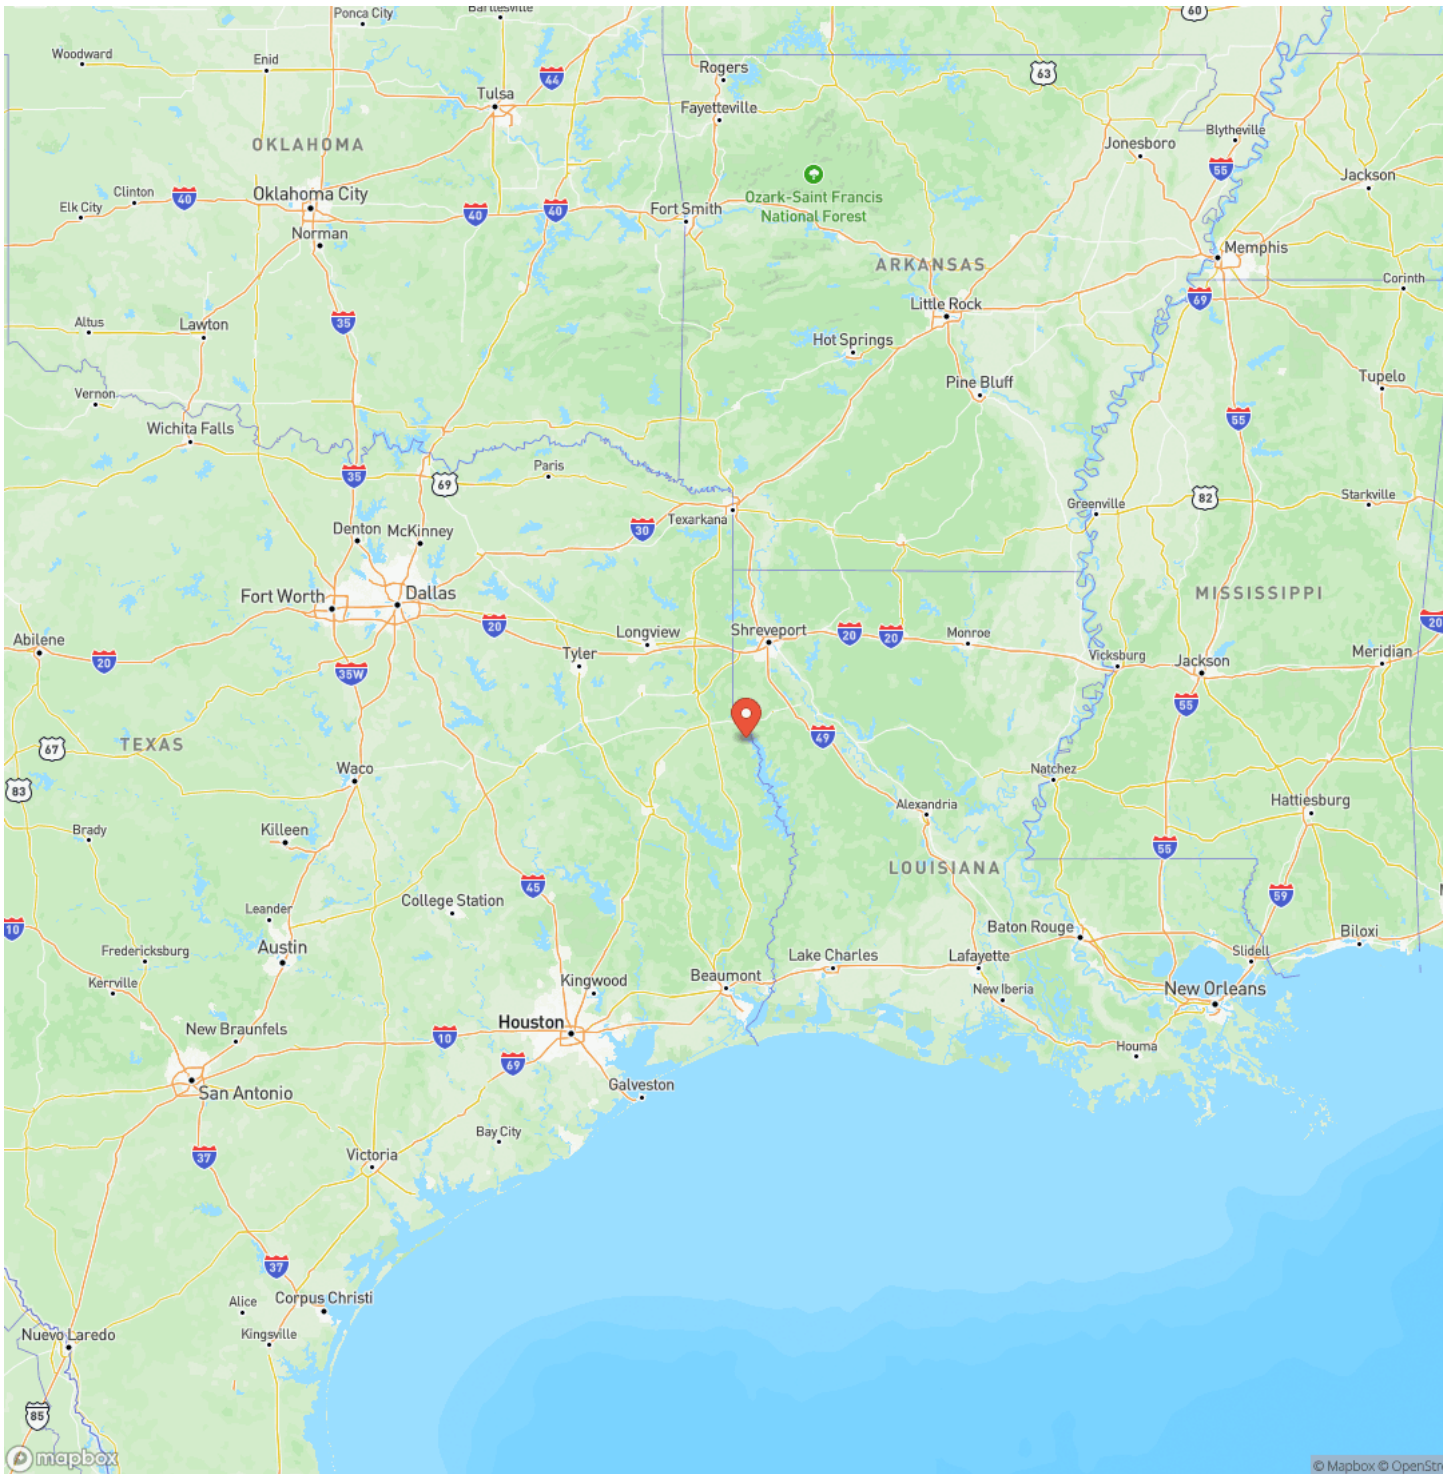 Ponca City
Bartlesville
60
Woodward
Enid
44
Rogers
63
Tulsa
Fayetteville
OKLAHOMA
Jonesboro
Blytheville
55
Jackson
Clinton
40
Oklahoma City
Elk City
40
40
Fort Smith
Ozark-Saint Francis
National Forest
Norman
Memphis
ARKANSAS
Corinth
69
Little Rock
Altus
Lawton
35
Hot Springs
Tupelo
Pine Bluff
Vernon
Wichita Falls
55
35
69
Paris
82
Starkville
Greenville
Texarkana
30
Denton
McKinney
Fort Worth
Dallas
MISSISSIPPI
20
20
Abilene
20
Longview
Shreveport
20
20
Monroe
Vicksburg
Jackson
Meridian
Tyler
35W
55
TEXAS
67
49
Waco
Natchez
83
Hattiesburg
Alexandria
Brady
Killeen
55
LOUISIANA
45
59
Leander
College Station
10
Baton Rouge
Biloxi
Austin
Slidell
Fredericksburg
Lake Charles
Lafayette
Kerrville
Kingwood
Beaumont
New Iberia
New Orleans
New Braunfels
Houston
10
Houma
69
San Antonio
Galveston
Bay City
37
Victoria
37
Alice
Corpus Christi
Nuevo Laredo
Kingsville
85
mapbox
© Mapbox © OpenStre